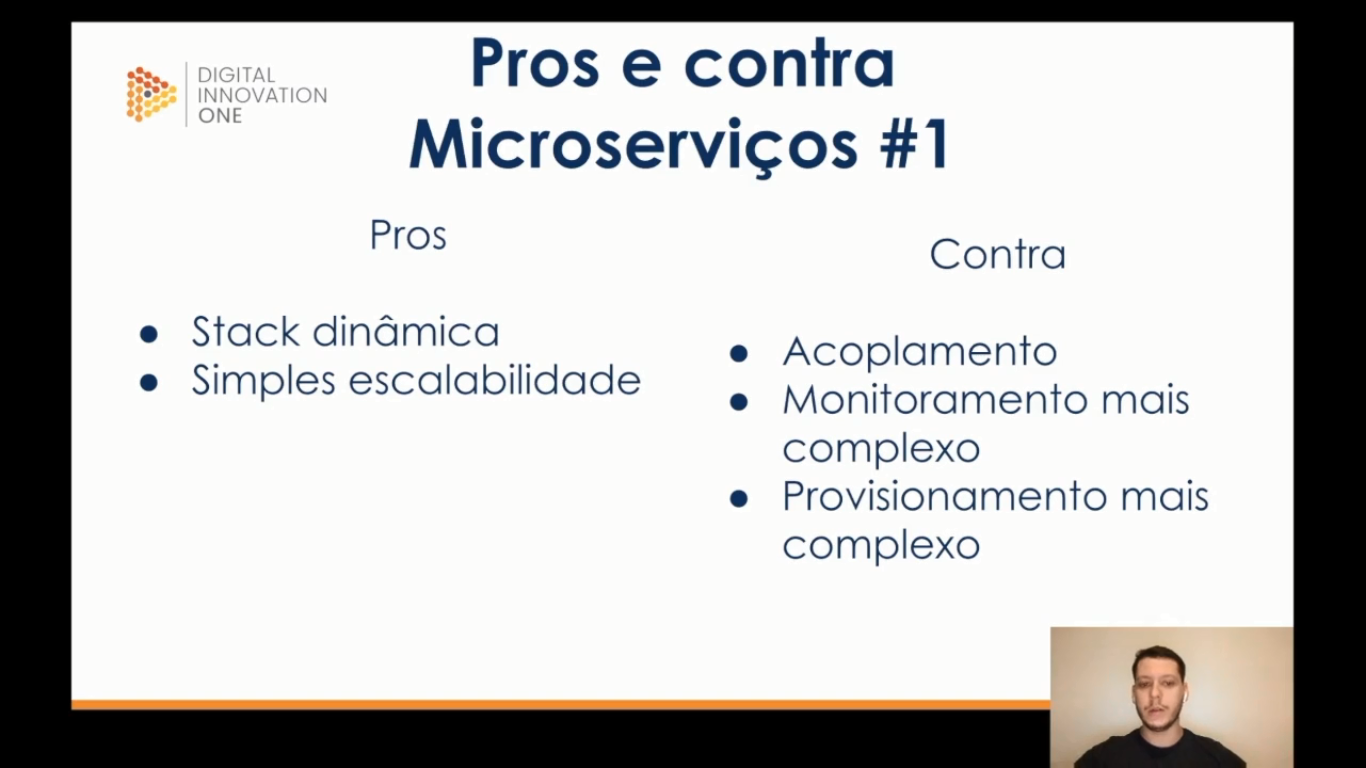 DIGITAL
INNOVATION
ONE
Pros e contra
Microserviços #1
Pros
● Stack dinâmica
● Simples escalabilidade
Contra
● Acoplamento
● Monitoramento mais
complexo
● Provisionamento mais
complexo